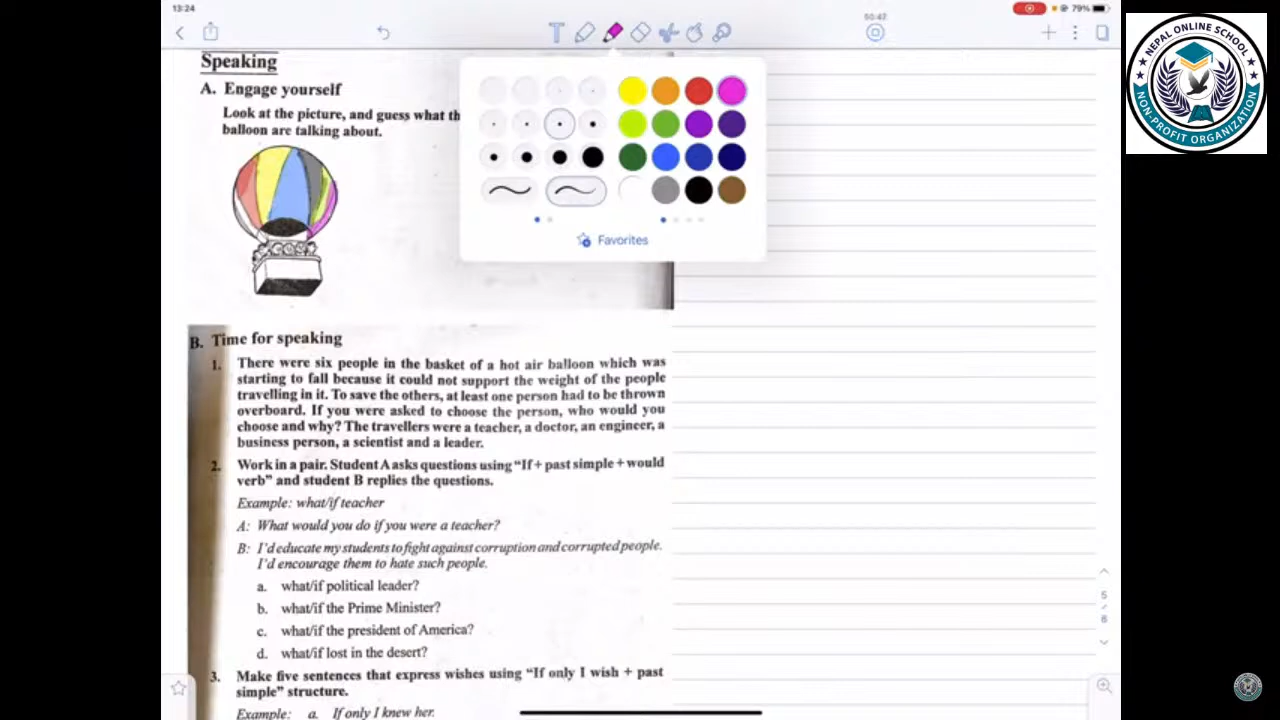 13:24
79%
50:47
NEPAL ONLINE SCHOOL
NON-PROFIT ORGANIZATION
Speaking
A. Engage yourself
Look at the picture, and guess what th
balloon are talking about.
Favorites
B. Time for speaking
1. There were six people in the basket of a hot air balloon which was
starting to fall because it could not support the weight of the people
travelling in it. To save the others, at least one person had to be thrown
overboard. If you were asked to choose the person, who would you
choose and why? The travellers were a teacher, a doctor, an engineer, a
business person, a scientist and a leader.
2. Work in a pair. Student A asks questions using “If + past simple + would
verb” and student B replies the questions.
Example: what/if teacher
A: What would you do if you were a teacher?
B: I'd educate my students to fight against corruption and corrupted people.
I'd encourage them to hate such people.
a. what/if political leader?
b. what/if the Prime Minister?
c. what/if the president of America?
d. what/if lost in the desert?
3. Make five sentences that express wishes using “If only I wish + past
simple” structure.
Example: a. If only I knew her.
5
/
8